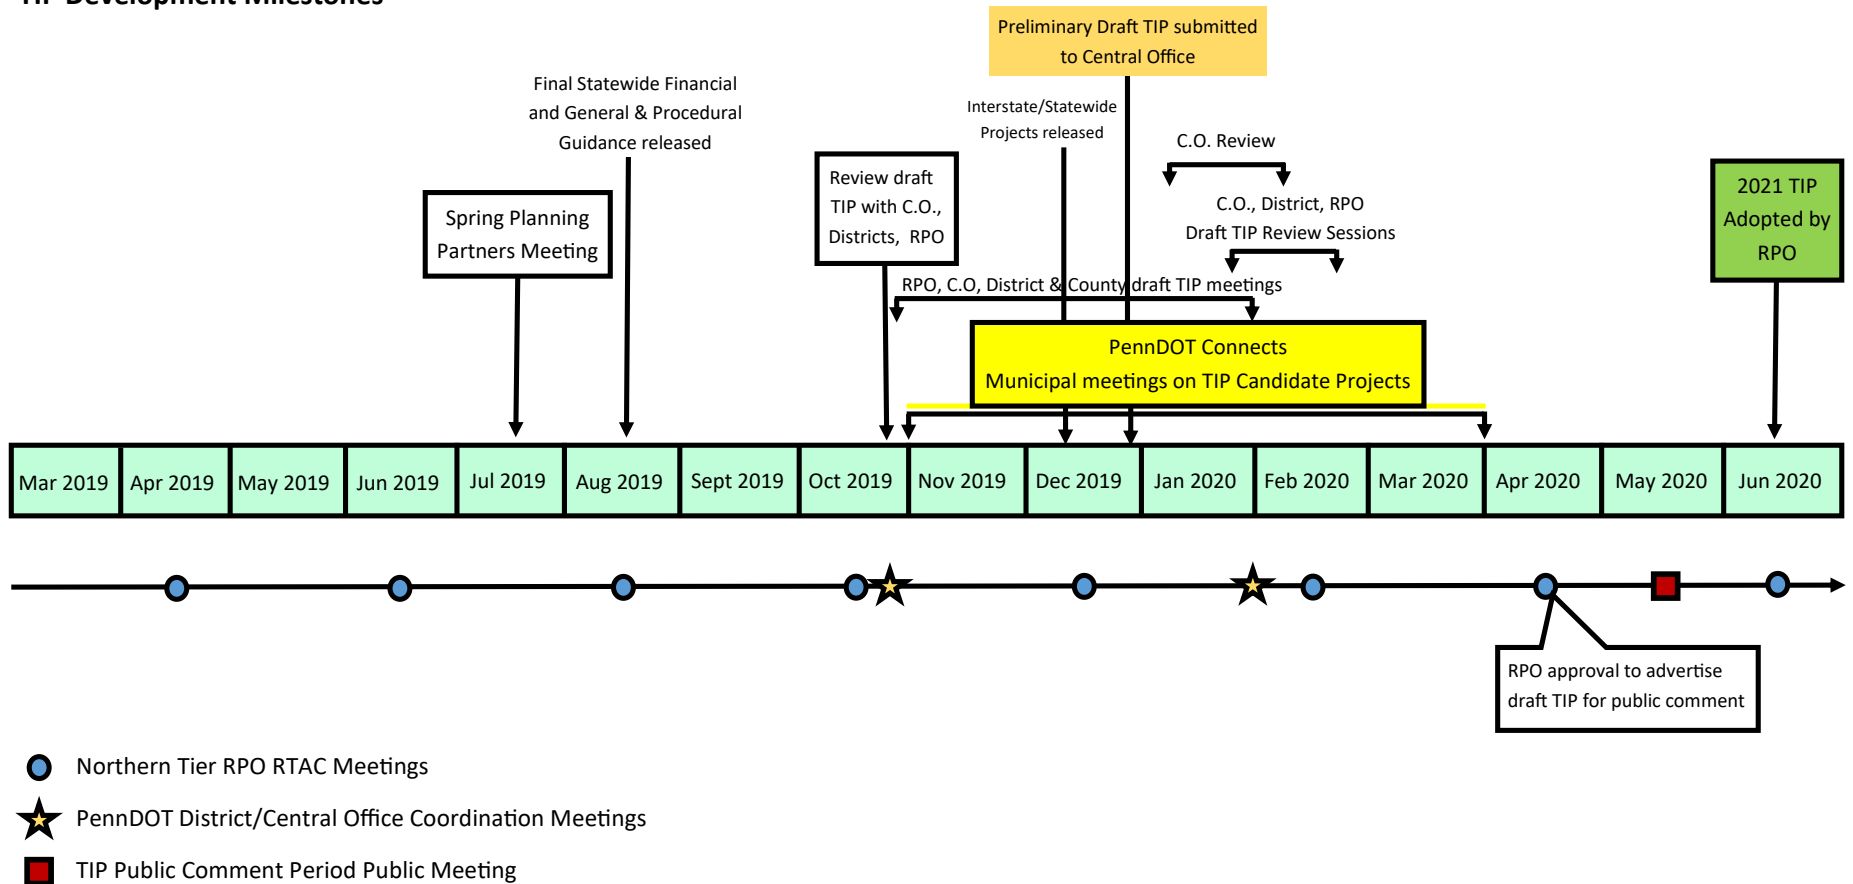 TIP Development Milestones
Preliminary Draft TIP submitted
to Central Office
Final Statewide Financial
and General & Procedural
Guidance released
Interstate/Statewide
Projects released
C.O. Review
Review draft
TIP with C.O.,
Districts, RPO
2021 TIP
Adopted by
RPO
Spring Planning
Partners Meeting
C.O., District, RPO
Draft TIP Review Sessions
RPO, C.O, District & County draft TIP meetings
PennDOT Connects
Municipal meetings on TIP Candidate Projects
Mar 2019
Apr 2019
May 2019
Jun 2019
Jul 2019
Aug 2019
Sept 2019
Oct 2019
Nov 2019
Dec 2019
Jan 2020
Feb 2020
Mar 2020
Apr 2020
May 2020
Jun 2020
RPO approval to advertise
draft TIP for public comment
Northern Tier RPO RTAC Meetings
PennDOT District/Central Office Coordination Meetings
TIP Public Comment Period Public Meeting